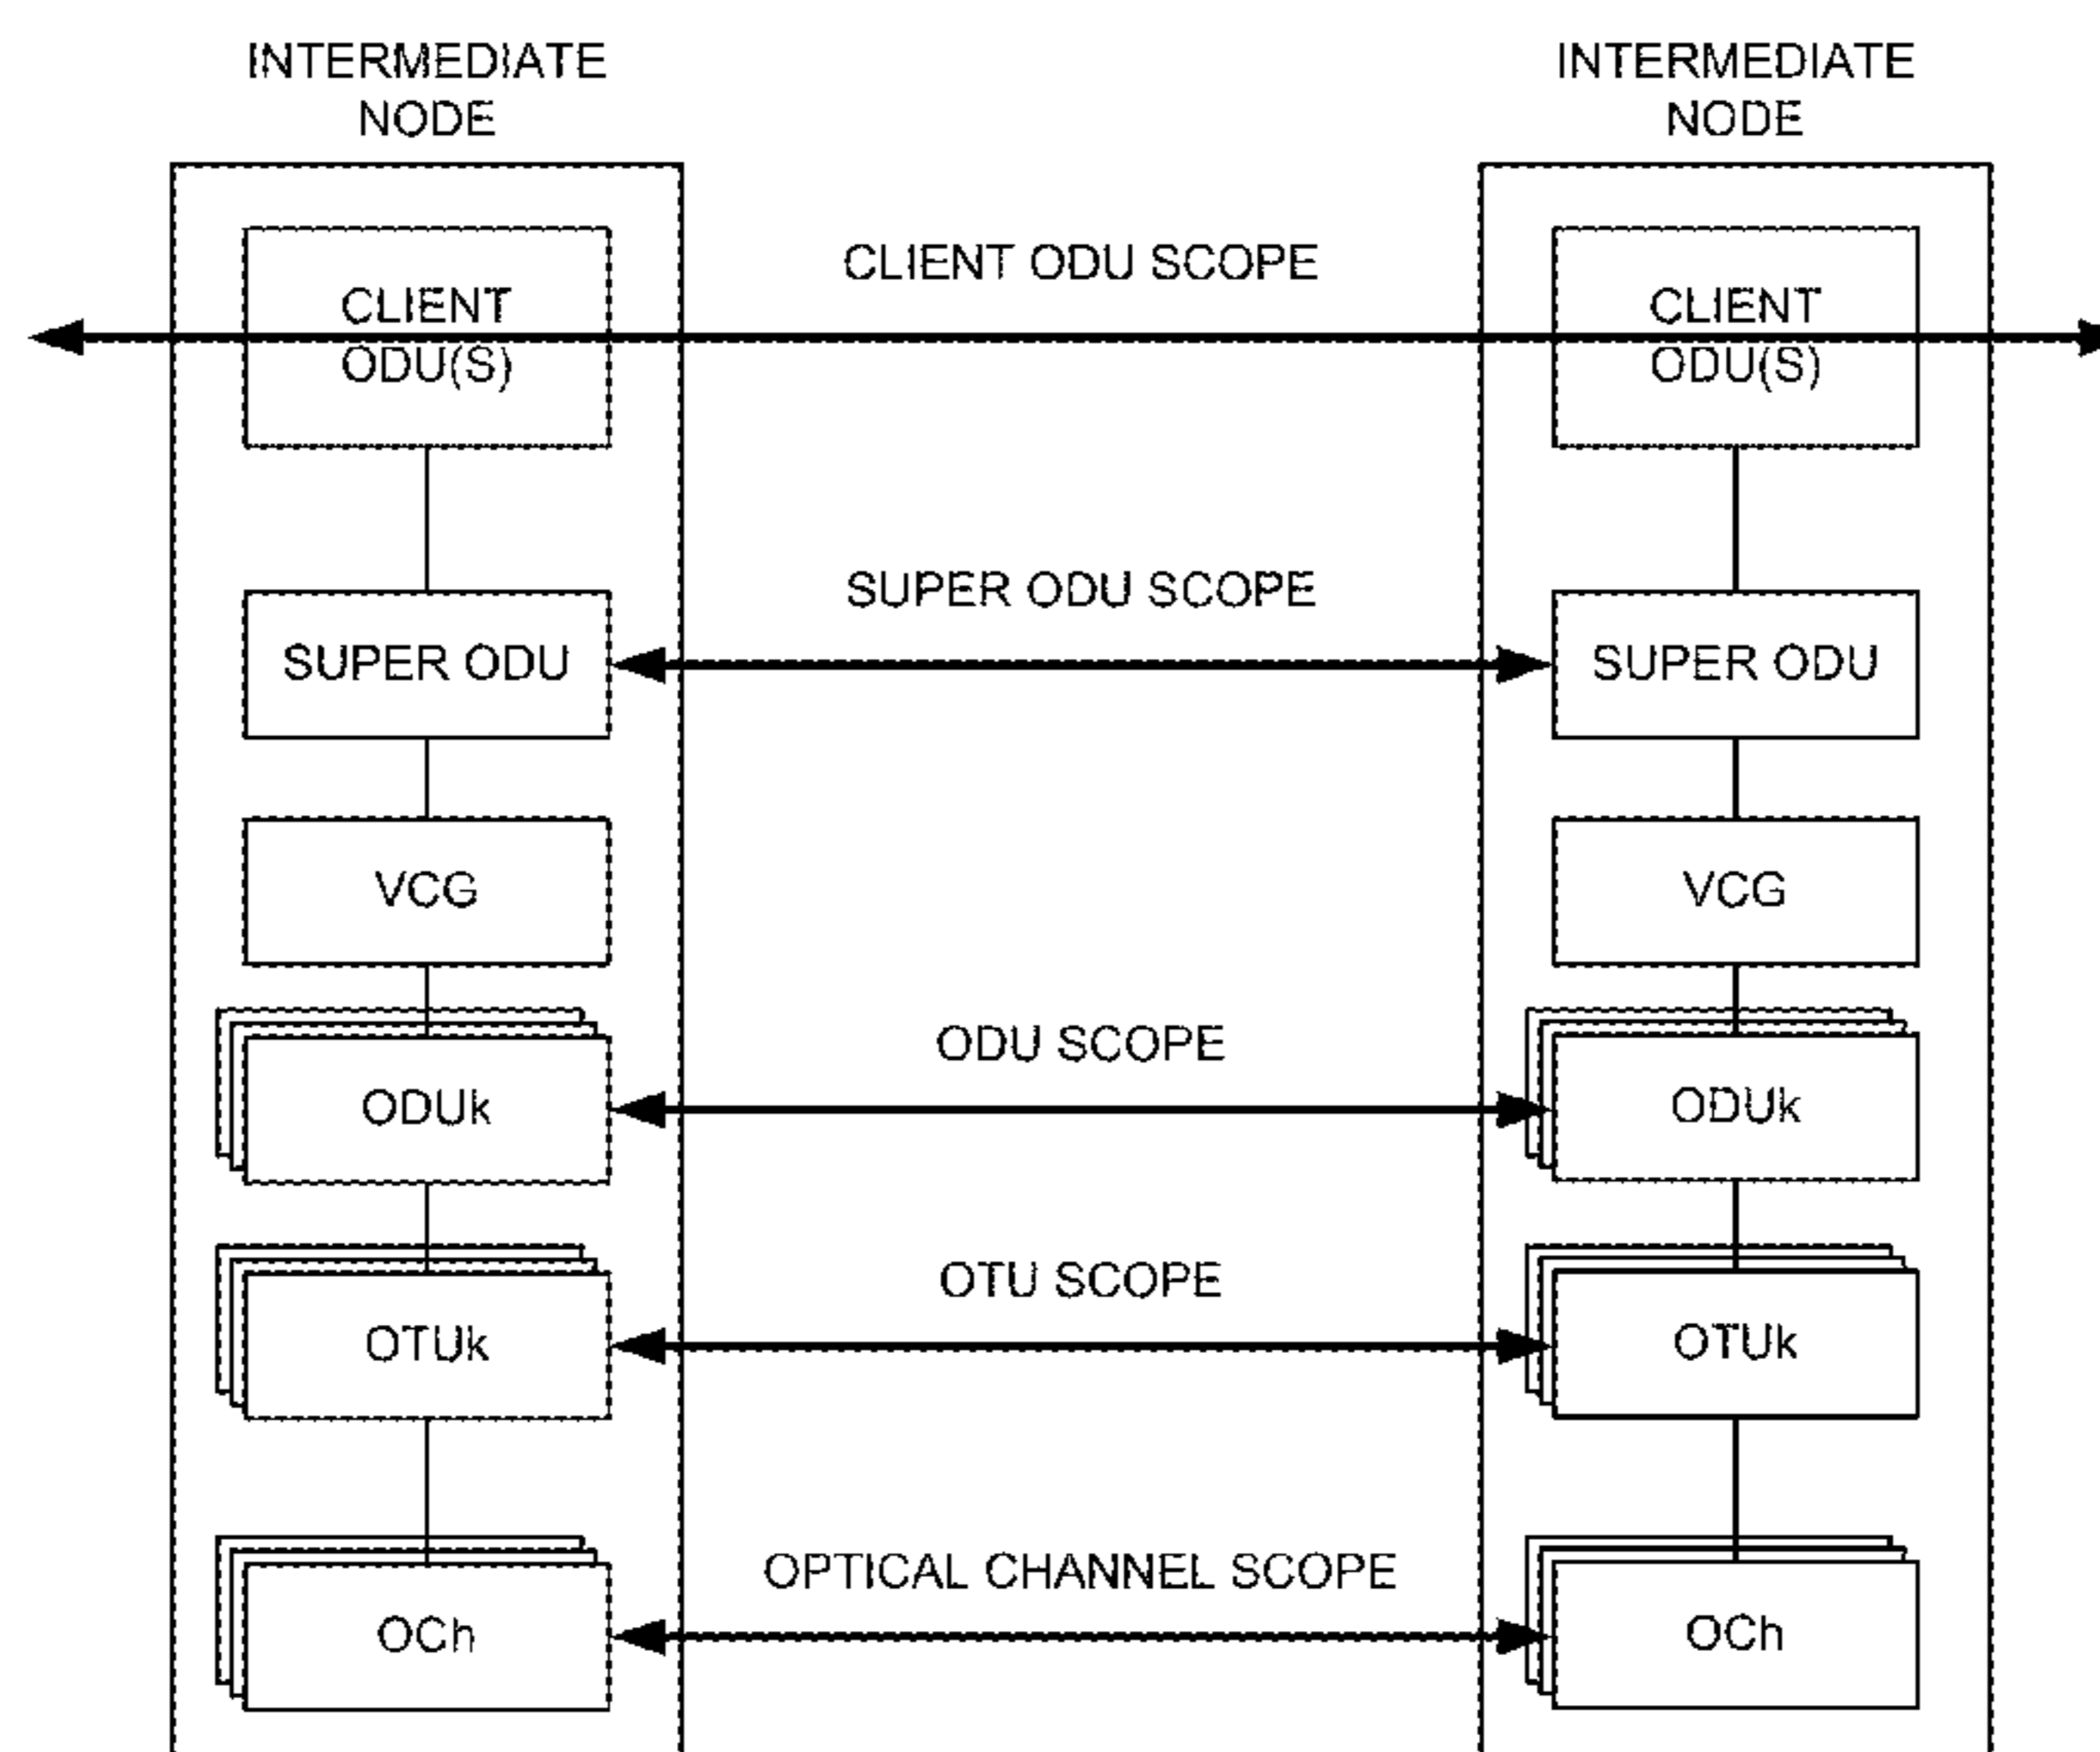 INTERMEDIATE
NODE
INTERMEDIATE
NODE
CLIENT ODU SCOPE
CLIENT
ODU(S)
CLIENT
ODU(S)
SUPER ODU SCOPE
SUPER ODU
SUPER ODU
VCG
VCG
ODU SCOPE
ODUk
ODUk
OTU SCOPE
OTUk
OTUk
OPTICAL CHANNEL SCOPE
OCh
OCh